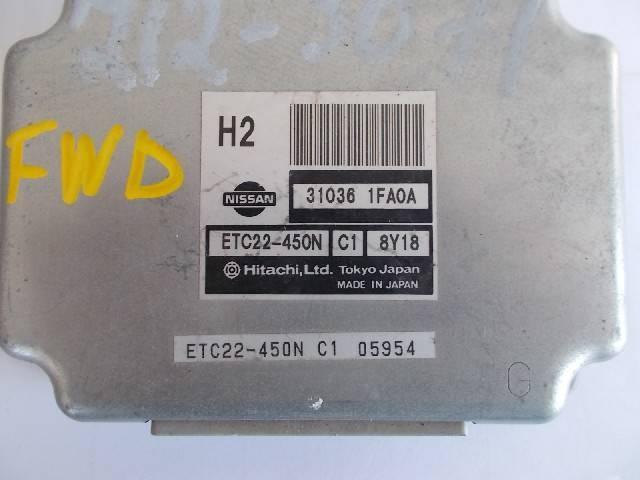 H2
FWD
NISSAN
31036 1FA0A
ETC22-450N C1 8Y18
Hitachi,Ltd. Tokyo Japan
MADE IN JAPAN
ETC22-450N C1 05954
G